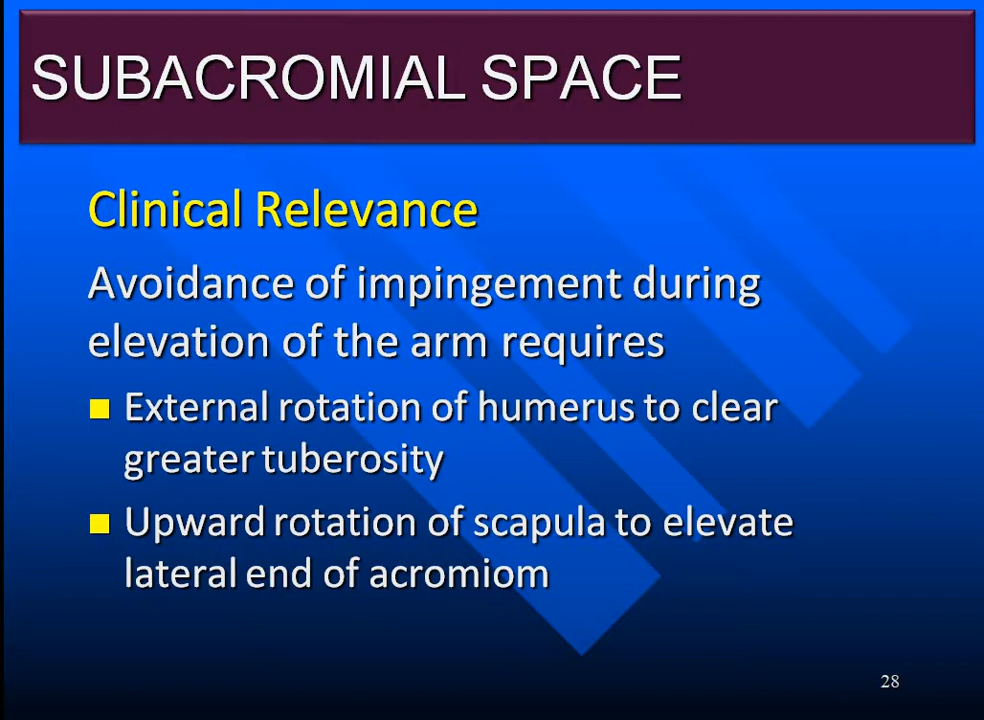 SUBACROMIAL SPACE
Clinical Relevance
Avoidance of impingement during
elevation of the arm requires
External rotation of humerus to clear
greater tuberosity
Upward rotation of scapula to elevate
lateral end of acromiom
28